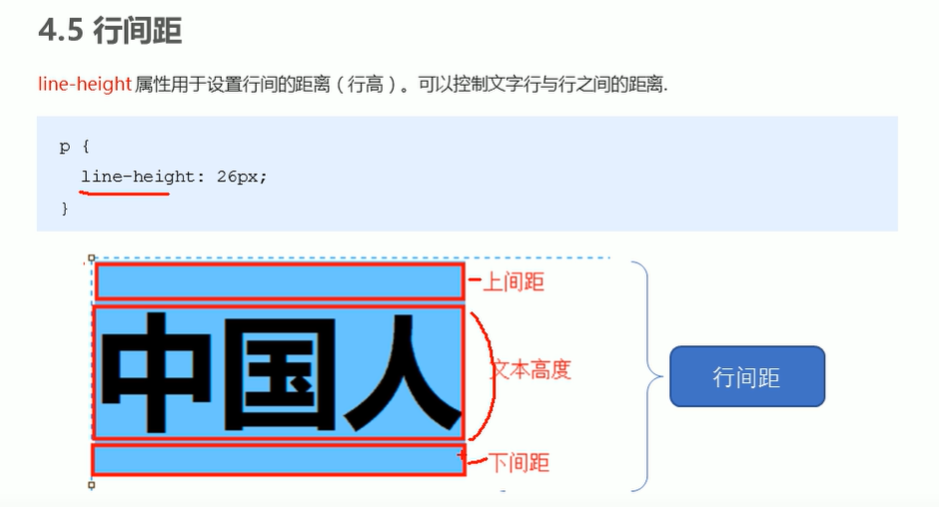 4.5 行间距
line-height 属性用于设置行间的距离（行高）。可以控制文字行与行之间的距离.
p {
line-height: 26px;
}
上间距
中国人
文本高度
行间距
下间距